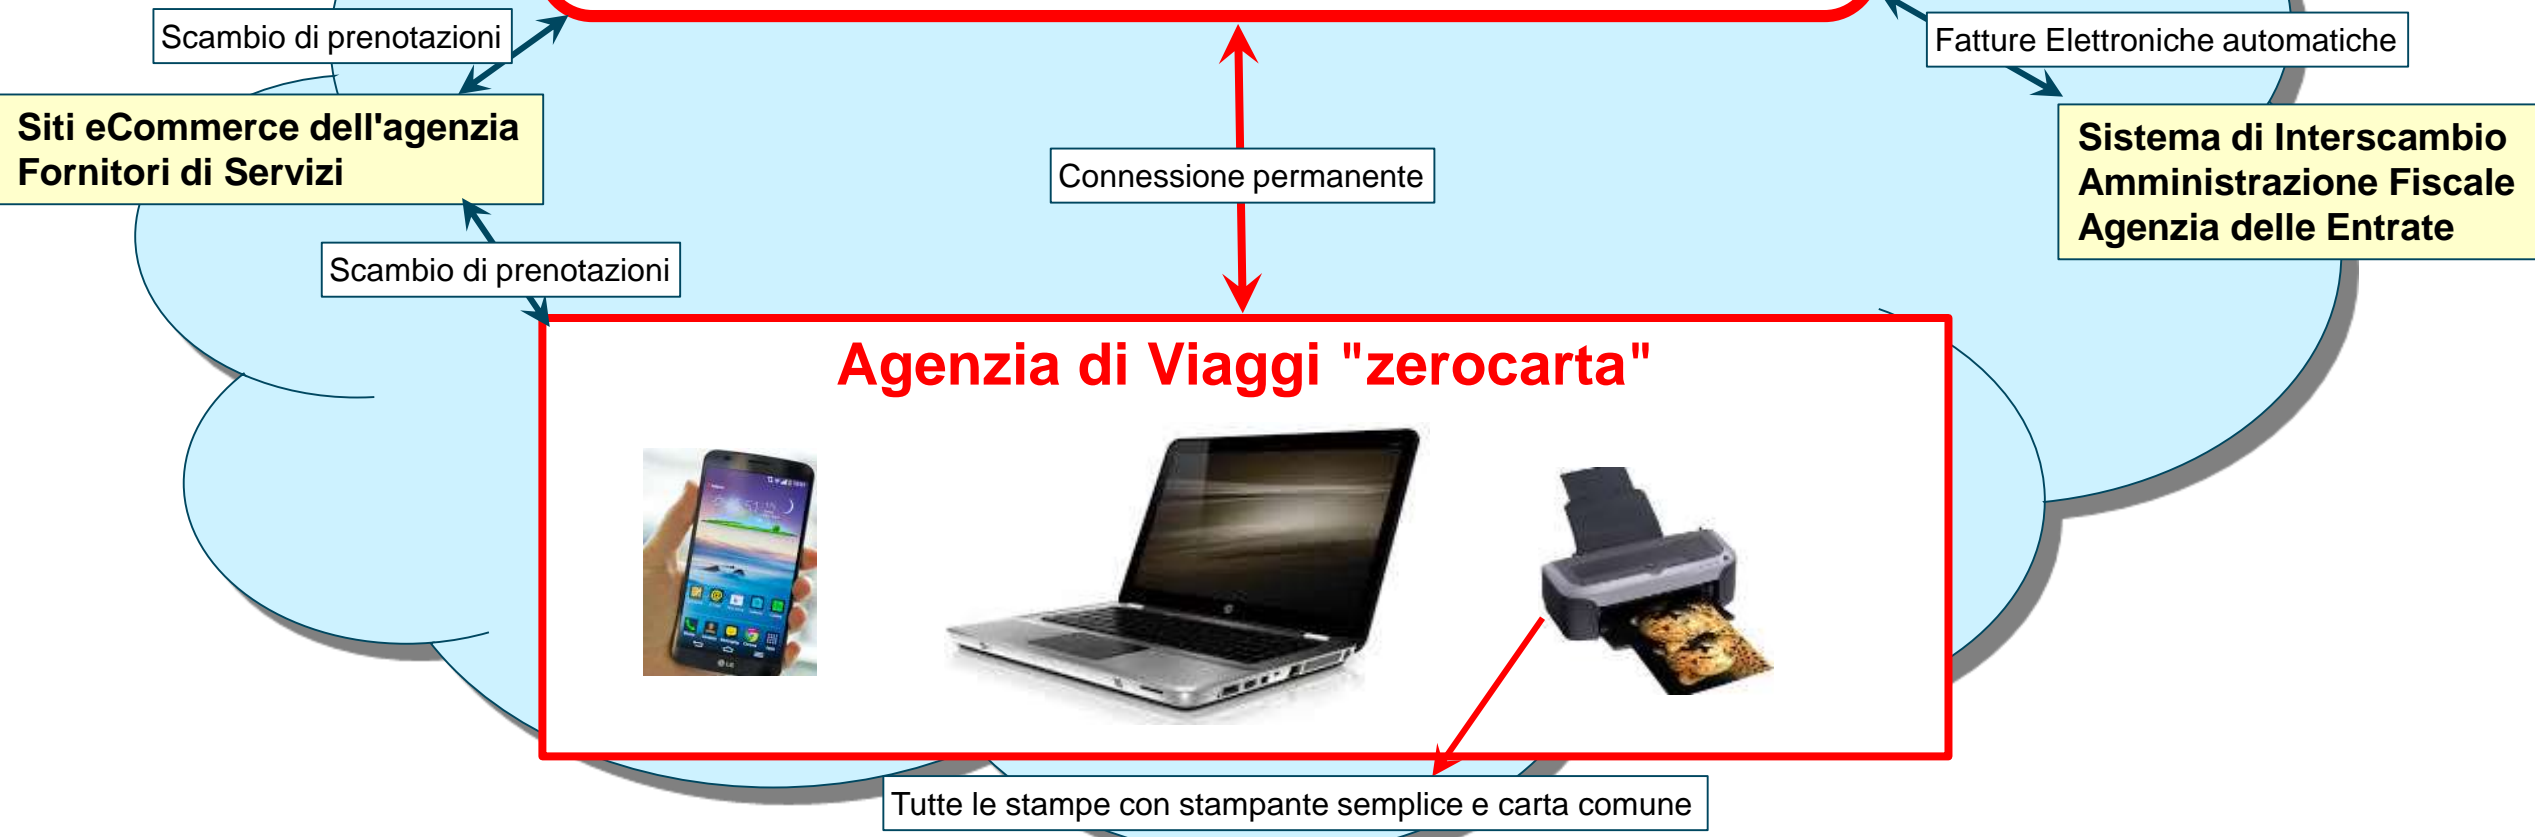 Scambio di prenotazioni
Fatture Elettroniche automatiche
Siti eCommerce dell'agenzia
Fornitori di Servizi
Sistema di Interscambio
Amministrazione Fiscale
Agenzia delle Entrate
Connessione permanente
Scambio di prenotazioni
Agenzia di Viaggi "zerocarta"
LG
Tutte le stampe con stampante semplice e carta comune